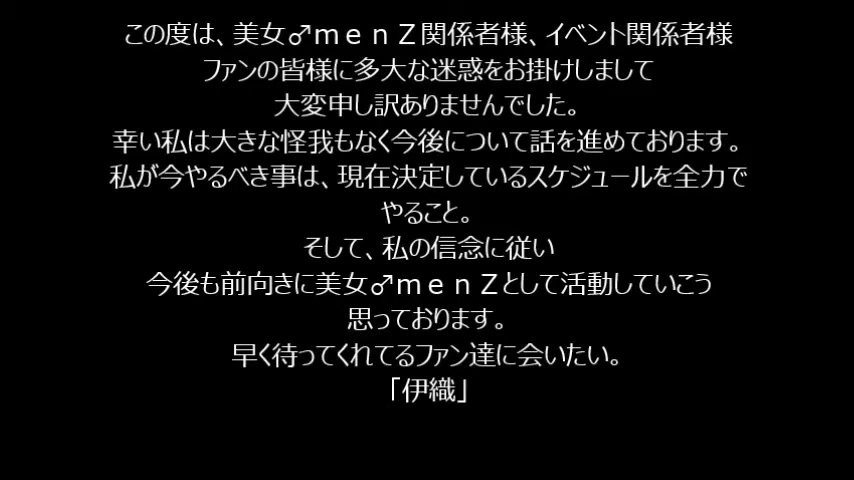 この度は、美女♂ｍｅｎＺ関係者様、イベント関係者様
ファンの皆様に多大な迷惑をお掛けしまして
大変申し訳ありませんでした。
幸い私は大きな怪我もなく今後について話を進めております。
私が今やるべき事は、現在決定しているスケジュールを全力で
やること。
そして、私の信念に従い
今後も前向きに美女♂ｍｅｎＺとして活動していこう
思っております。
早く待ってくれてるファン達に会いたい。
「伊織」